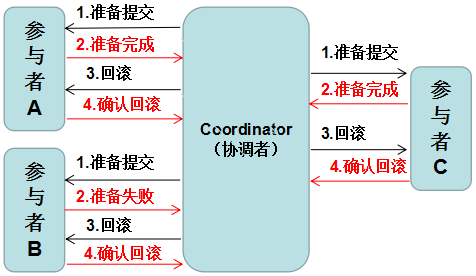 参
与
者
A
1.准备提交
2.准备完成
3.回滚
4.确认回滚
参
与
者
B
1.准备提交
2.准备失败
3.回滚
4.确认回滚
Coordinator
（协调者）
1.准备提交
2.准备完成
3.回滚
4.确认回滚
参
与
者
C